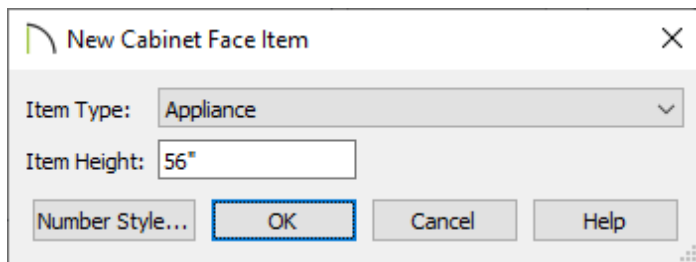 New Cabinet Face Item
Item Type: Appliance
Item Height: 56"
Number Style... OK Cancel Help